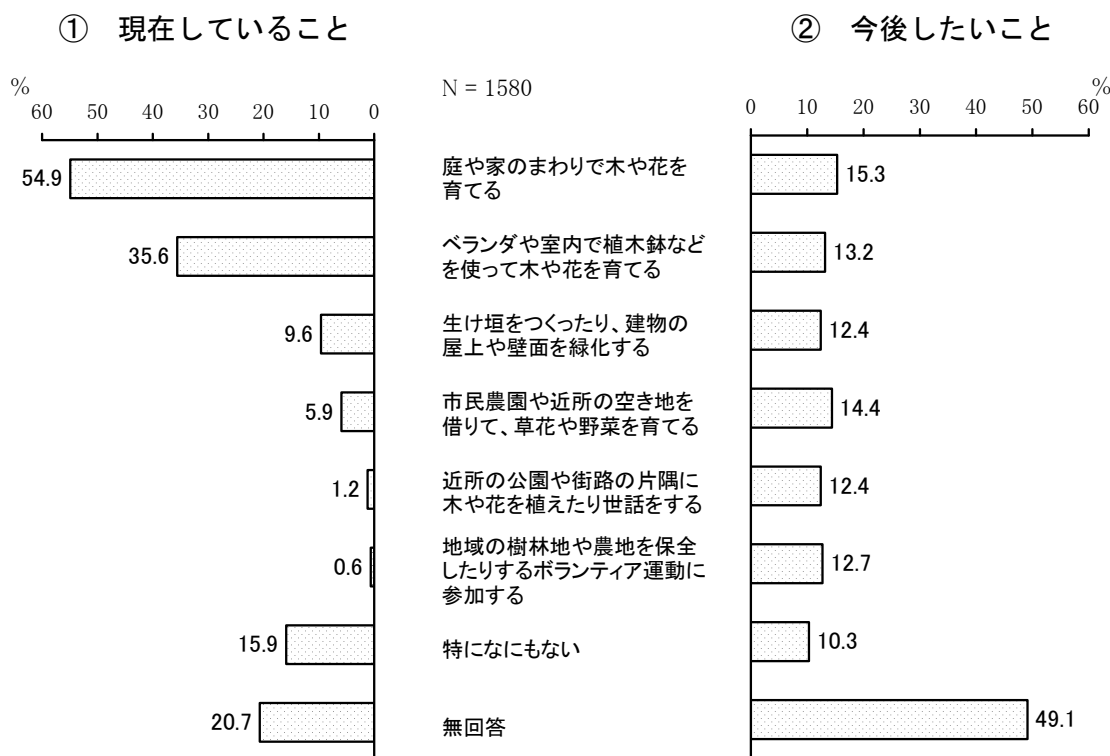 ① 現在していること
② 今後したいこと
%
N = 1580
%
60 50 40 30 20 10 0
0 10 20 30 40 50 60
54.9
庭や家のまわりで木や花を
育てる
15.3
35.6
ベランダや室内で植木鉢など
を使って木や花を育てる
13.2
9.6
生け垣をつくったり、建物の
屋上や壁面を緑化する
12.4
5.9
市民農園や近所の空き地を
借りて、草花や野菜を育てる
14.4
1.2
近所の公園や街路の片隅に
木や花を植えたり世話をする
12.4
0.6
地域の樹林地や農地を保全
したりするボランティア運動に
参加する
12.7
15.9
特になにもない
10.3
20.7
無回答
49.1